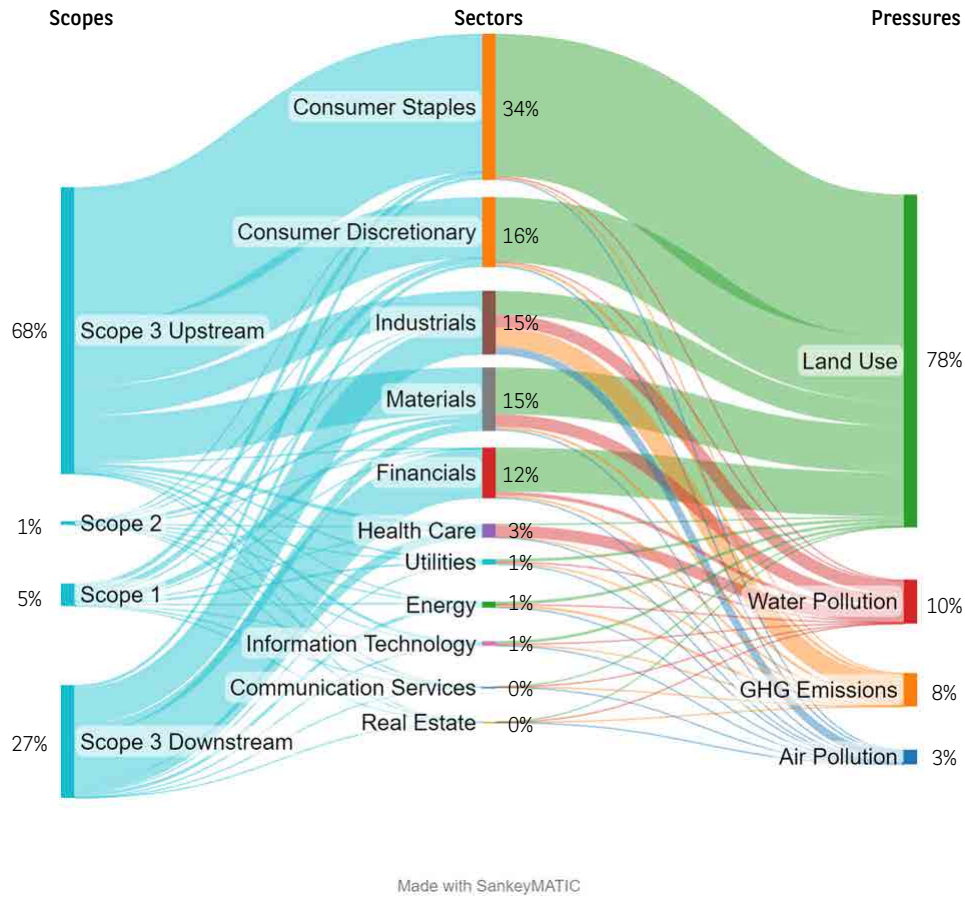 Scopes
Sectors
Pressures
68%
Scope 3 Upstream
1%
Scope 2
5%
Scope 1
27%
Scope 3 Downstream
Consumer Staples
34%
Consumer Discretionary
16%
Industrials
15%
Materials
15%
Financials
12%
Health Care
3%
Utilities
1%
Energy
1%
Information Technology
1%
Communication Services
0%
Real Estate
0%
Land Use
78%
Water Pollution
10%
GHG Emissions
8%
Air Pollution
3%
Made with SankeyMATIC